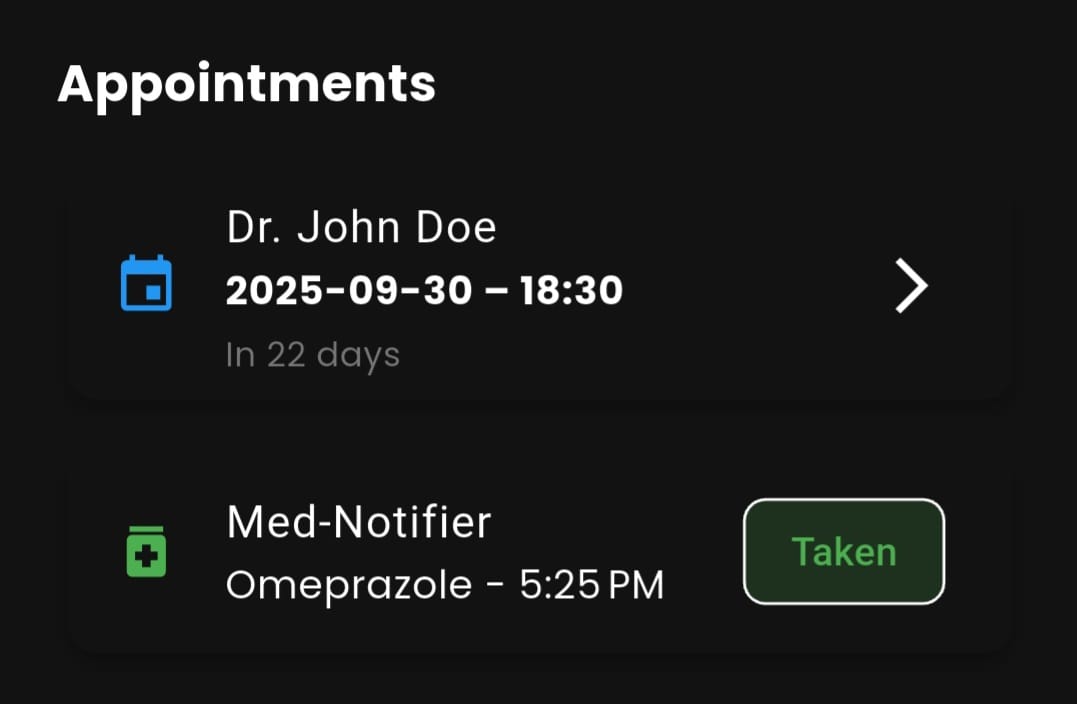 Appointments
Dr. John Doe
2025-09-30 – 18:30
In 22 days
Med-Notifier
Omeprazole - 5:25 PM
Taken